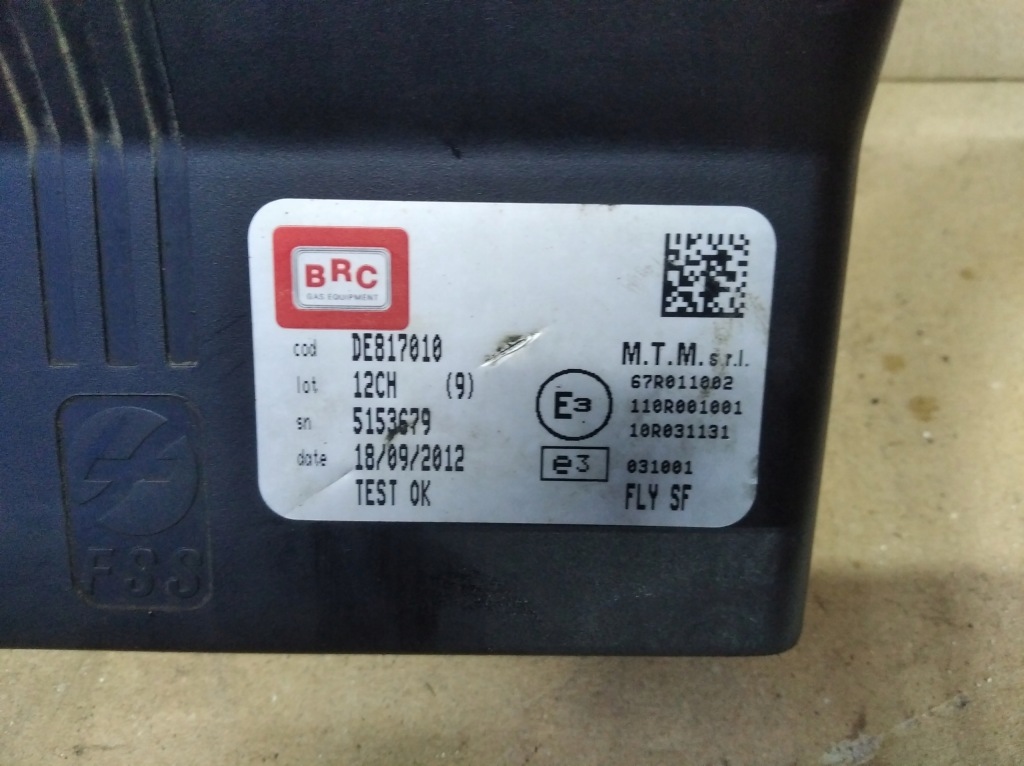 BRC
GAS EQUIPMENT
cod DE817010
lot 12CH (9)
sn 5153679
date 18/09/2012
TEST OK
M.T.M. s.r.l.
67R011002
E3
110R001001
10R031131
e3
031001
FLY SF
FSS